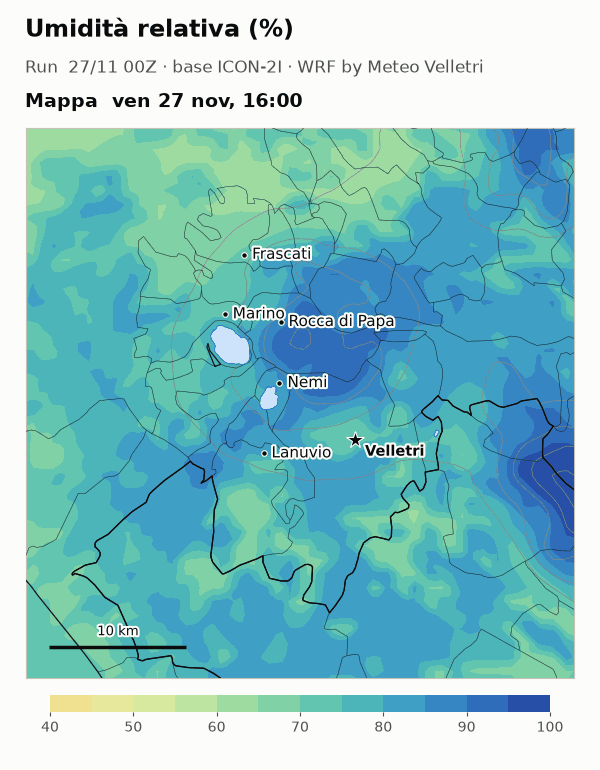 Umidità relativa (%)
Run  27/11 00Z · base ICON-2I · WRF by Meteo Velletri
Mappa  ven 27 nov, 16:00
Frascati
Marino
Rocca di Papa
Nemi
Velletri
Lanuvio
10 km
40 50 60 70 80 90 100